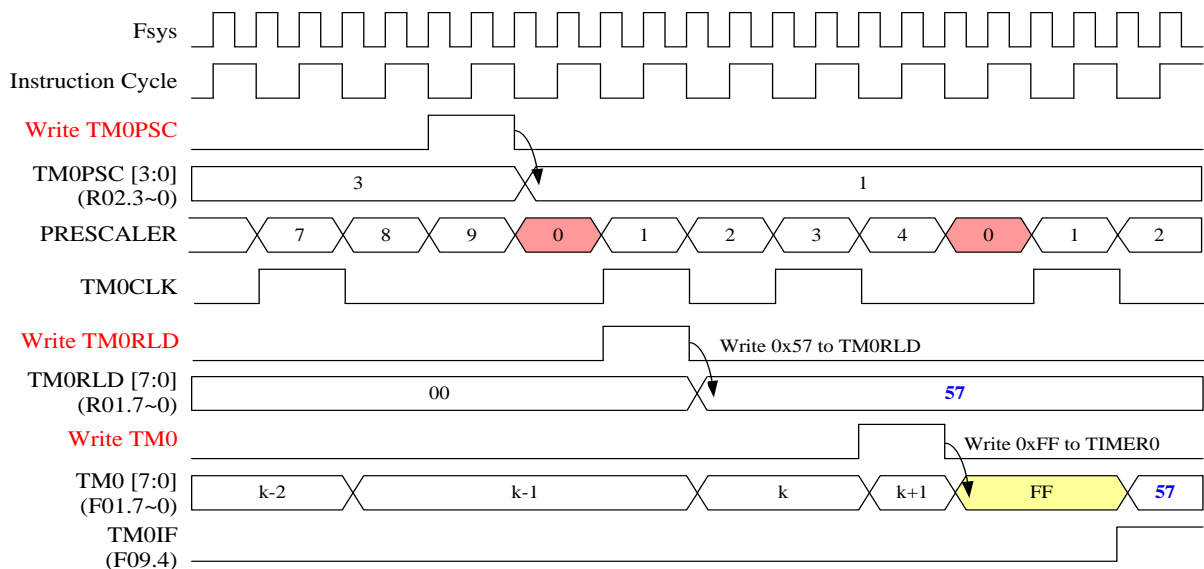 Fsys
Instruction Cycle
Write TM0PSC
TM0PSC [3:0]
(R02.3~0)
3 1
PRESCALER
7 8 9 0 1 2 3 4 0 1 2
TM0CLK
Write TM0RLD
Write 0x57 to TM0RLD
TM0RLD [7:0]
(R01.7~0)
00 57
Write TM0
Write 0xFF to TIMER0
TM0 [7:0]
(F01.7~0)
k-2 k-1 k k+1 FF 57
TM0IF
(F09.4)